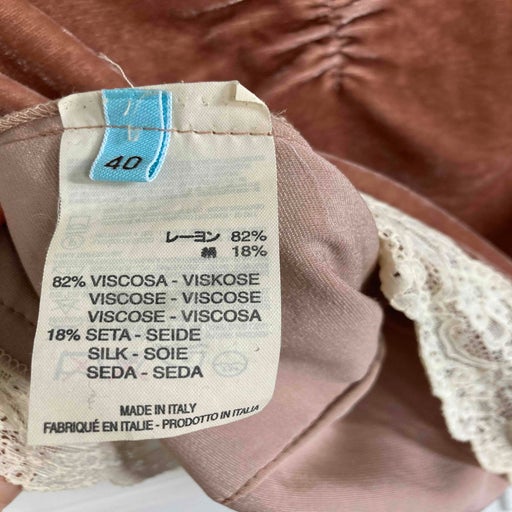 40
レーヨン 82%
絹 18%
82% VISCOSA - VISKOSE
VISCOSE - VISCOSE
VISCOSE - VISCOSA
18% SETA - SEIDE
SILK - SOIE
SEDA - SEDA
MADE IN ITALY
FABRIQUÉ EN ITALIE - PRODOTTO IN ITALIA